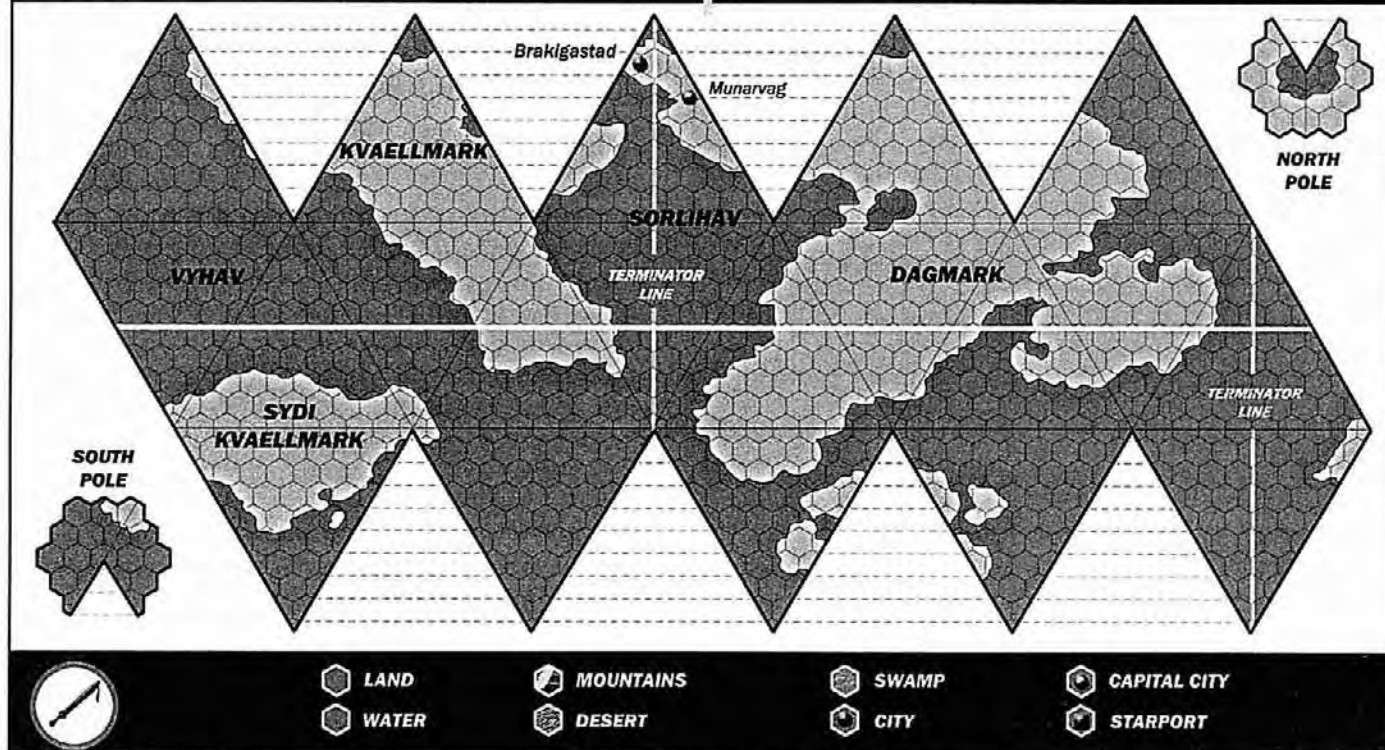 Brakigastad
Munarvag
KVAELLMARK
NORTH
POLE
SORLIHAV
VYHAV
TERMINATOR
LINE
DAGMARK
TERMINATOR
LINE
SYDI
KVAELLMARK
SOUTH
POLE
LAND
MOUNTAINS
SWAMP
CAPITAL CITY
WATER
DESERT
CITY
STARPORT